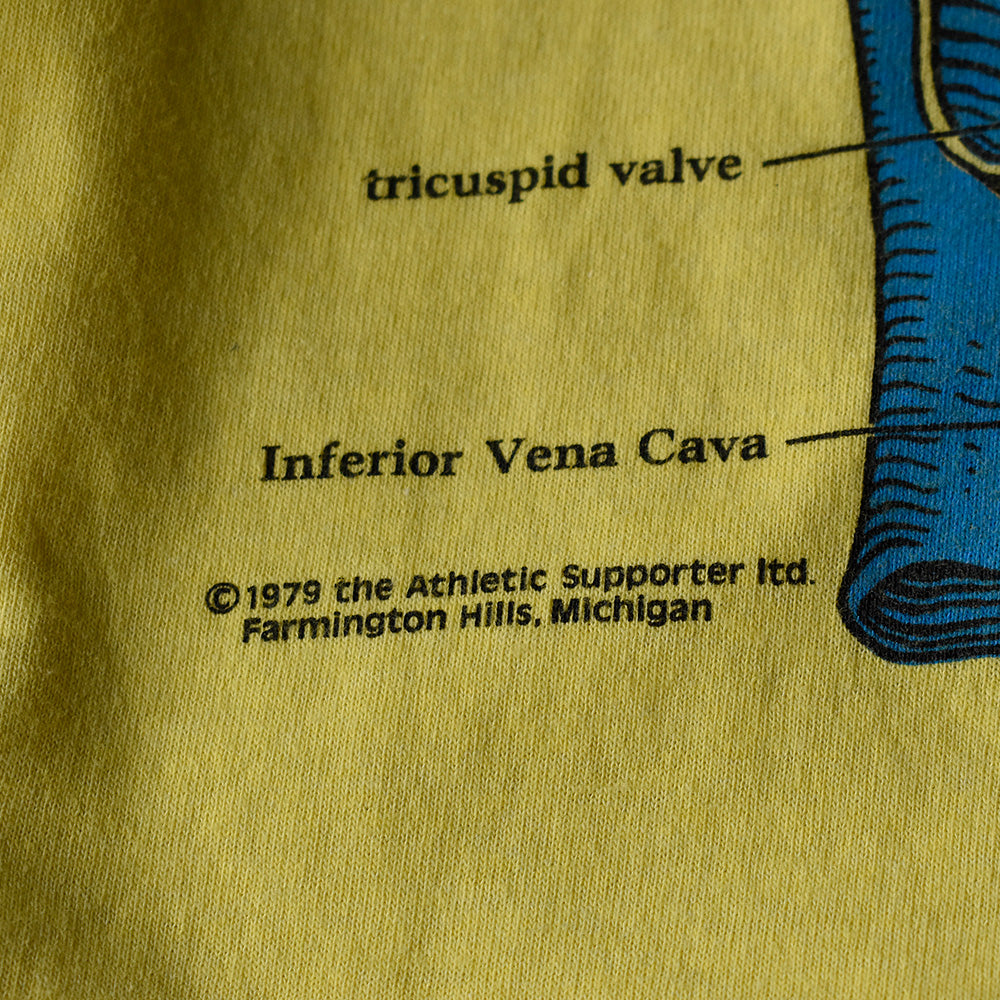 tricuspid valve
Inferior Vena Cava
©1979 the Athletic Supporter ltd.
Farmington Hills, Michigan